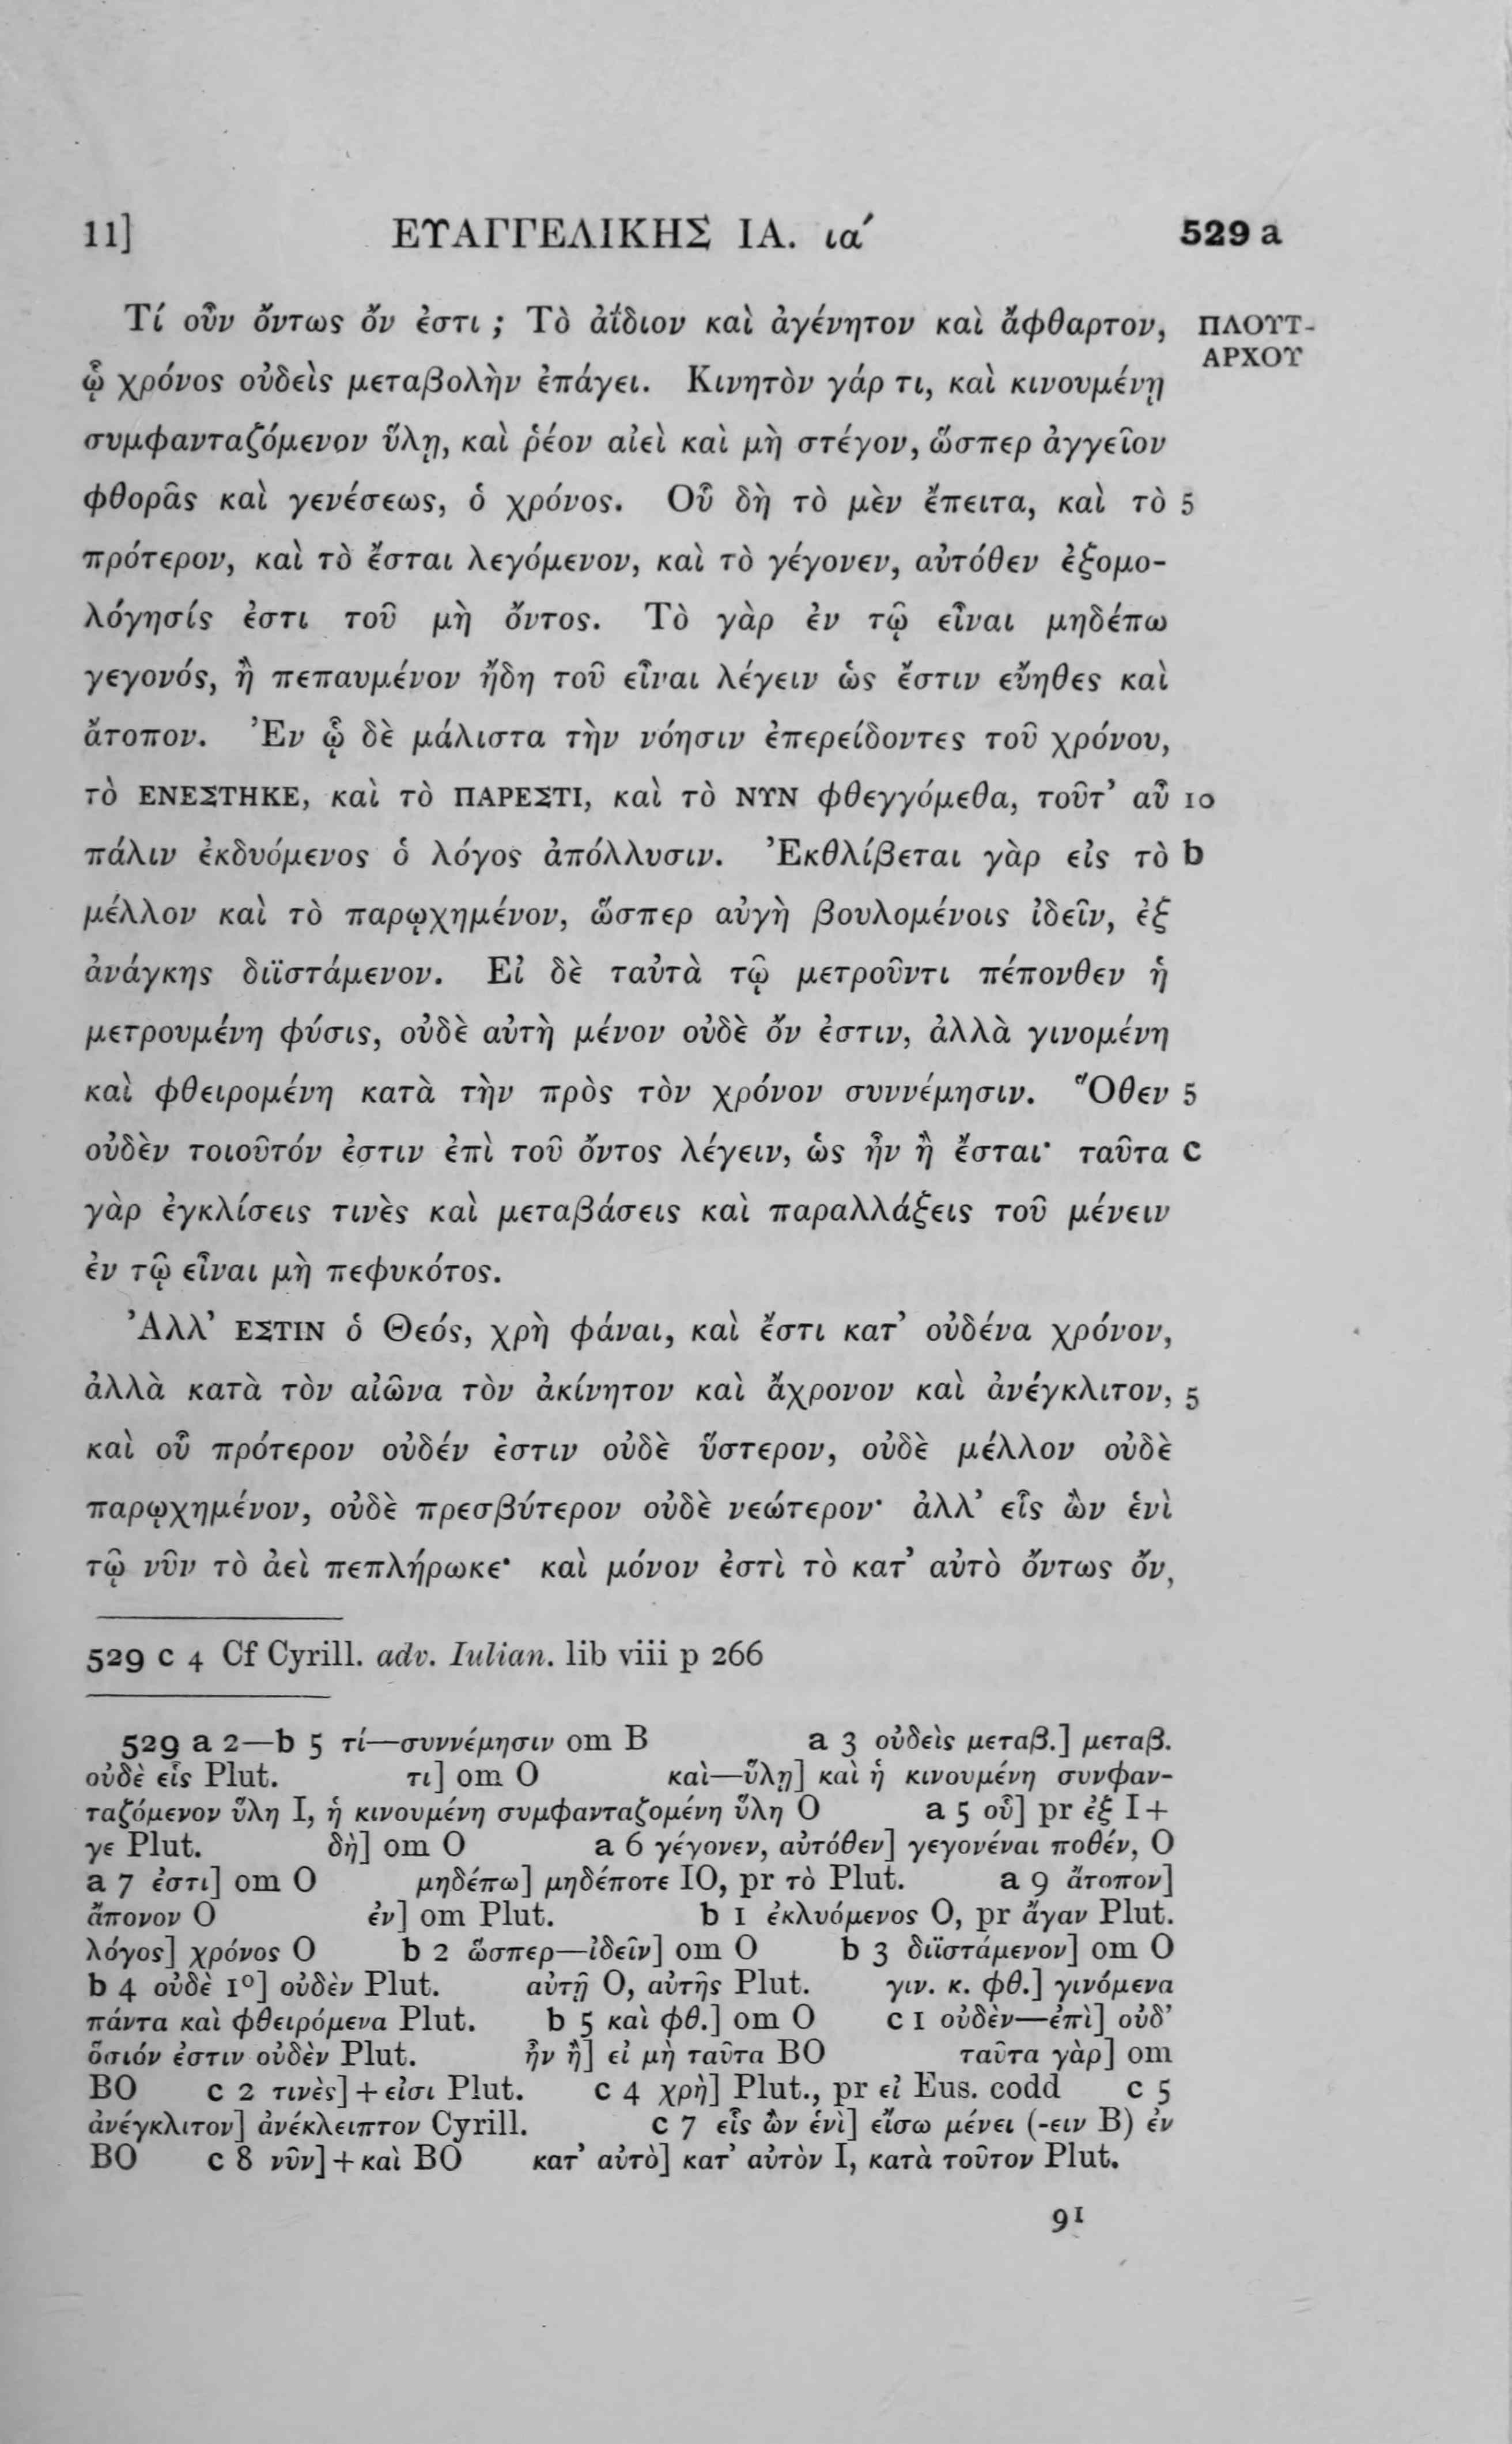 11] ΕΥΑΓΓΕΛΙΚΗΣ ΙΑ. ια΄ 529 a
Τί οὖν ὄντως ὄν ἐστι ; Τὸ ἀΐδιον καὶ ἀγένητον καὶ ἄφθαρτον, ΠΛΟΥΤ-
ΑΡΧΟΥ
ᾧ χρόνος οὐδεὶς μεταβολὴν ἐπάγει. Κινητὸν γάρ τι, καὶ κινουμένῃ
συμφανταζόμενον ὕλῃ, καὶ ῥέον αἰεὶ καὶ μὴ στέγον, ὥσπερ ἀγγεῖον
φθορᾶς καὶ γενέσεως, ὁ χρόνος. Οὗ δὴ τὸ μὲν ἔπειτα, καὶ τὸ 5
πρότερον, καὶ τὸ ἔσται λεγόμενον, καὶ τὸ γέγονεν, αὐτόθεν ἐξομο-
λόγησίς ἐστι τοῦ μὴ ὄντος. Τὸ γὰρ ἐν τῷ εἶναι μηδέπω
γεγονός, ἢ πεπαυμένον ἤδη τοῦ εἶναι λέγειν ὡς ἔστιν εὔηθες καὶ
ἄτοπον. Ἐν ᾧ δὲ μάλιστα τὴν νόησιν ἐπερείδοντες τοῦ χρόνου,
τὸ ΕΝΕΣΤΗΚΕ, καὶ τὸ ΠΑΡΕΣΤΙ, καὶ τὸ ΝΥΝ φθεγγόμεθα, τοῦτ’ αὖ 10
πάλιν ἐκδυόμενος ὁ λόγος ἀπόλλυσιν. Ἐκθλίβεται γὰρ εἰς τὸ b
μέλλον καὶ τὸ παρῳχημένον, ὥσπερ αὐγὴ βουλομένοις ἰδεῖν, ἐξ
ἀνάγκης διϊστάμενον. Εἰ δὲ ταὐτὰ τῷ μετροῦντι πέπονθεν ἡ
μετρουμένη φύσις, οὐδὲ αὐτὴ μένον οὐδὲ ὄν ἐστιν, ἀλλὰ γινομένη
καὶ φθειρομένη κατὰ τὴν πρὸς τὸν χρόνον συννέμησιν. Ὅθεν 5
οὐδὲν τοιοῦτόν ἐστιν ἐπὶ τοῦ ὄντος λέγειν, ὡς ἦν ἢ ἔσται· ταῦτα c
γὰρ ἐγκλίσεις τινὲς καὶ μεταβάσεις καὶ παραλλάξεις τοῦ μένειν
ἐν τῷ εἶναι μὴ πεφυκότος.
Ἀλλ’ ΕΣΤΙΝ ὁ Θεός, χρὴ φάναι, καὶ ἔστι κατ’ οὐδένα χρόνον,
ἀλλὰ κατὰ τὸν αἰῶνα τὸν ἀκίνητον καὶ ἄχρονον καὶ ἀνέγκλιτον, 5
καὶ οὗ πρότερον οὐδέν ἐστιν οὐδὲ ὕστερον, οὐδὲ μέλλον οὐδὲ
παρῳχημένον, οὐδὲ πρεσβύτερον οὐδὲ νεώτερον· ἀλλ’ εἷς ὢν ἑνὶ
τῷ νῦν τὸ ἀεὶ πεπλήρωκε· καὶ μόνον ἐστὶ τὸ κατ’ αὐτὸ ὄντως ὄν,
529 c 4 Cf Cyrill. adv. Iulian. lib viii p 266
529 a 2—b 5 τί—συννέμησιν om B a 3 οὐδεὶς μεταβ.] μεταβ.
οὐδὲ εἷς Plut. τι] om O καὶ—ὕλῃ] καὶ ἡ κινουμένη συνφαν-
ταζόμενον ὕλη I, ἡ κινουμένη συμφανταζομένη ὕλη O a 5 οὗ] pr ἐξ I +
γε Plut. δὴ] om O a 6 γέγονεν, αὐτόθεν] γεγονέναι ποθέν, O
a 7 ἐστι] om O μηδέπω] μηδέποτε IO, pr τὸ Plut. a 9 ἄτοπον]
ἄπονον O ἐν] om Plut. b 1 ἐκλυόμενος O, pr ἄγαν Plut.
λόγος] χρόνος O b 2 ὥσπερ—ἰδεῖν] om O b 3 διϊστάμενον] om O
b 4 οὐδὲ 1º] οὐδὲν Plut. αὐτῇ O, αὐτῆς Plut. γιν. κ. φθ.] γινόμενα
πάντα καὶ φθειρόμενα Plut. b 5 καὶ φθ.] om O c 1 οὐδὲν—ἐπὶ] οὐδ’
ὅσιόν ἐστιν οὐδὲν Plut. ἦν ἢ] εἰ μὴ ταῦτα BO ταῦτα γὰρ] om
BO c 2 τινὲς] + εἰσι Plut. c 4 χρὴ] Plut., pr εἰ Eus. codd c 5
ἀνέγκλιτον] ἀνέκλειπτον Cyrill. c 7 εἷς ὢν ἑνὶ] εἴσω μένει (-ειν B) ἐν
BO c 8 νῦν] + καὶ BO κατ’ αὐτὸ] κατ’ αὐτὸν I, κατὰ τοῦτον Plut.
91